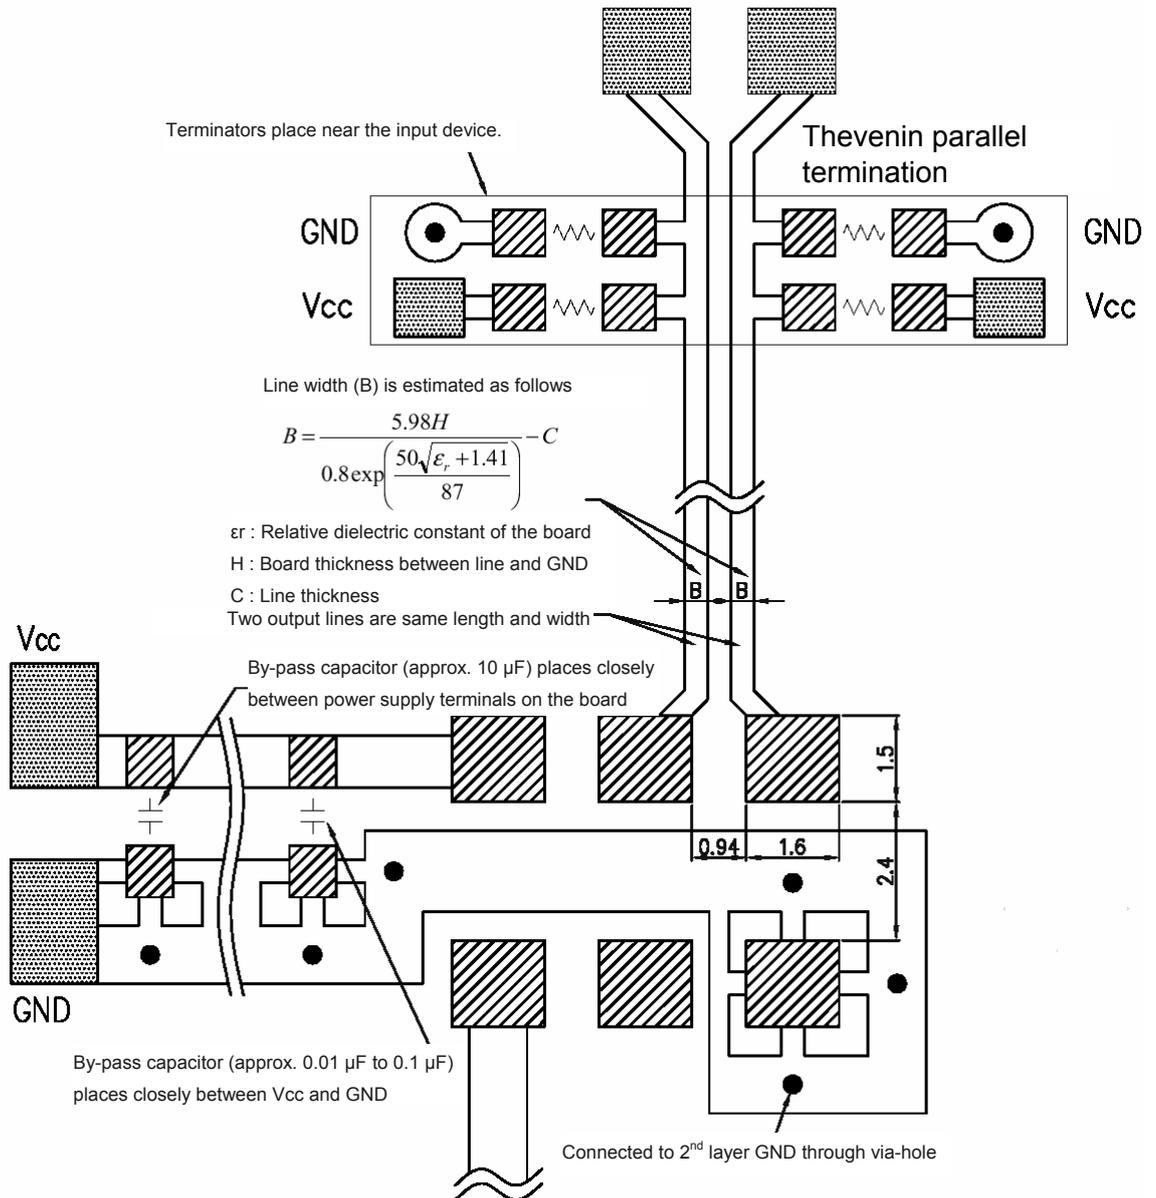 Terminators place near the input device.
Thevenin parallel
termination
GND
GND
Vcc
Vcc
Line width (B) is estimated as follows
B = 5.98H / 0.8 exp(50√εr +1.41 / 87) − C
εr : Relative dielectric constant of the board
H : Board thickness between line and GND
C : Line thickness
B
B
Two output lines are same length and width
Vcc
By-pass capacitor (approx. 10 µF) places closely
between power supply terminals on the board
1.5
0.94
1.6
2.4
GND
By-pass capacitor (approx. 0.01 µF to 0.1 µF)
places closely between Vcc and GND
Connected to 2nd layer GND through via-hole